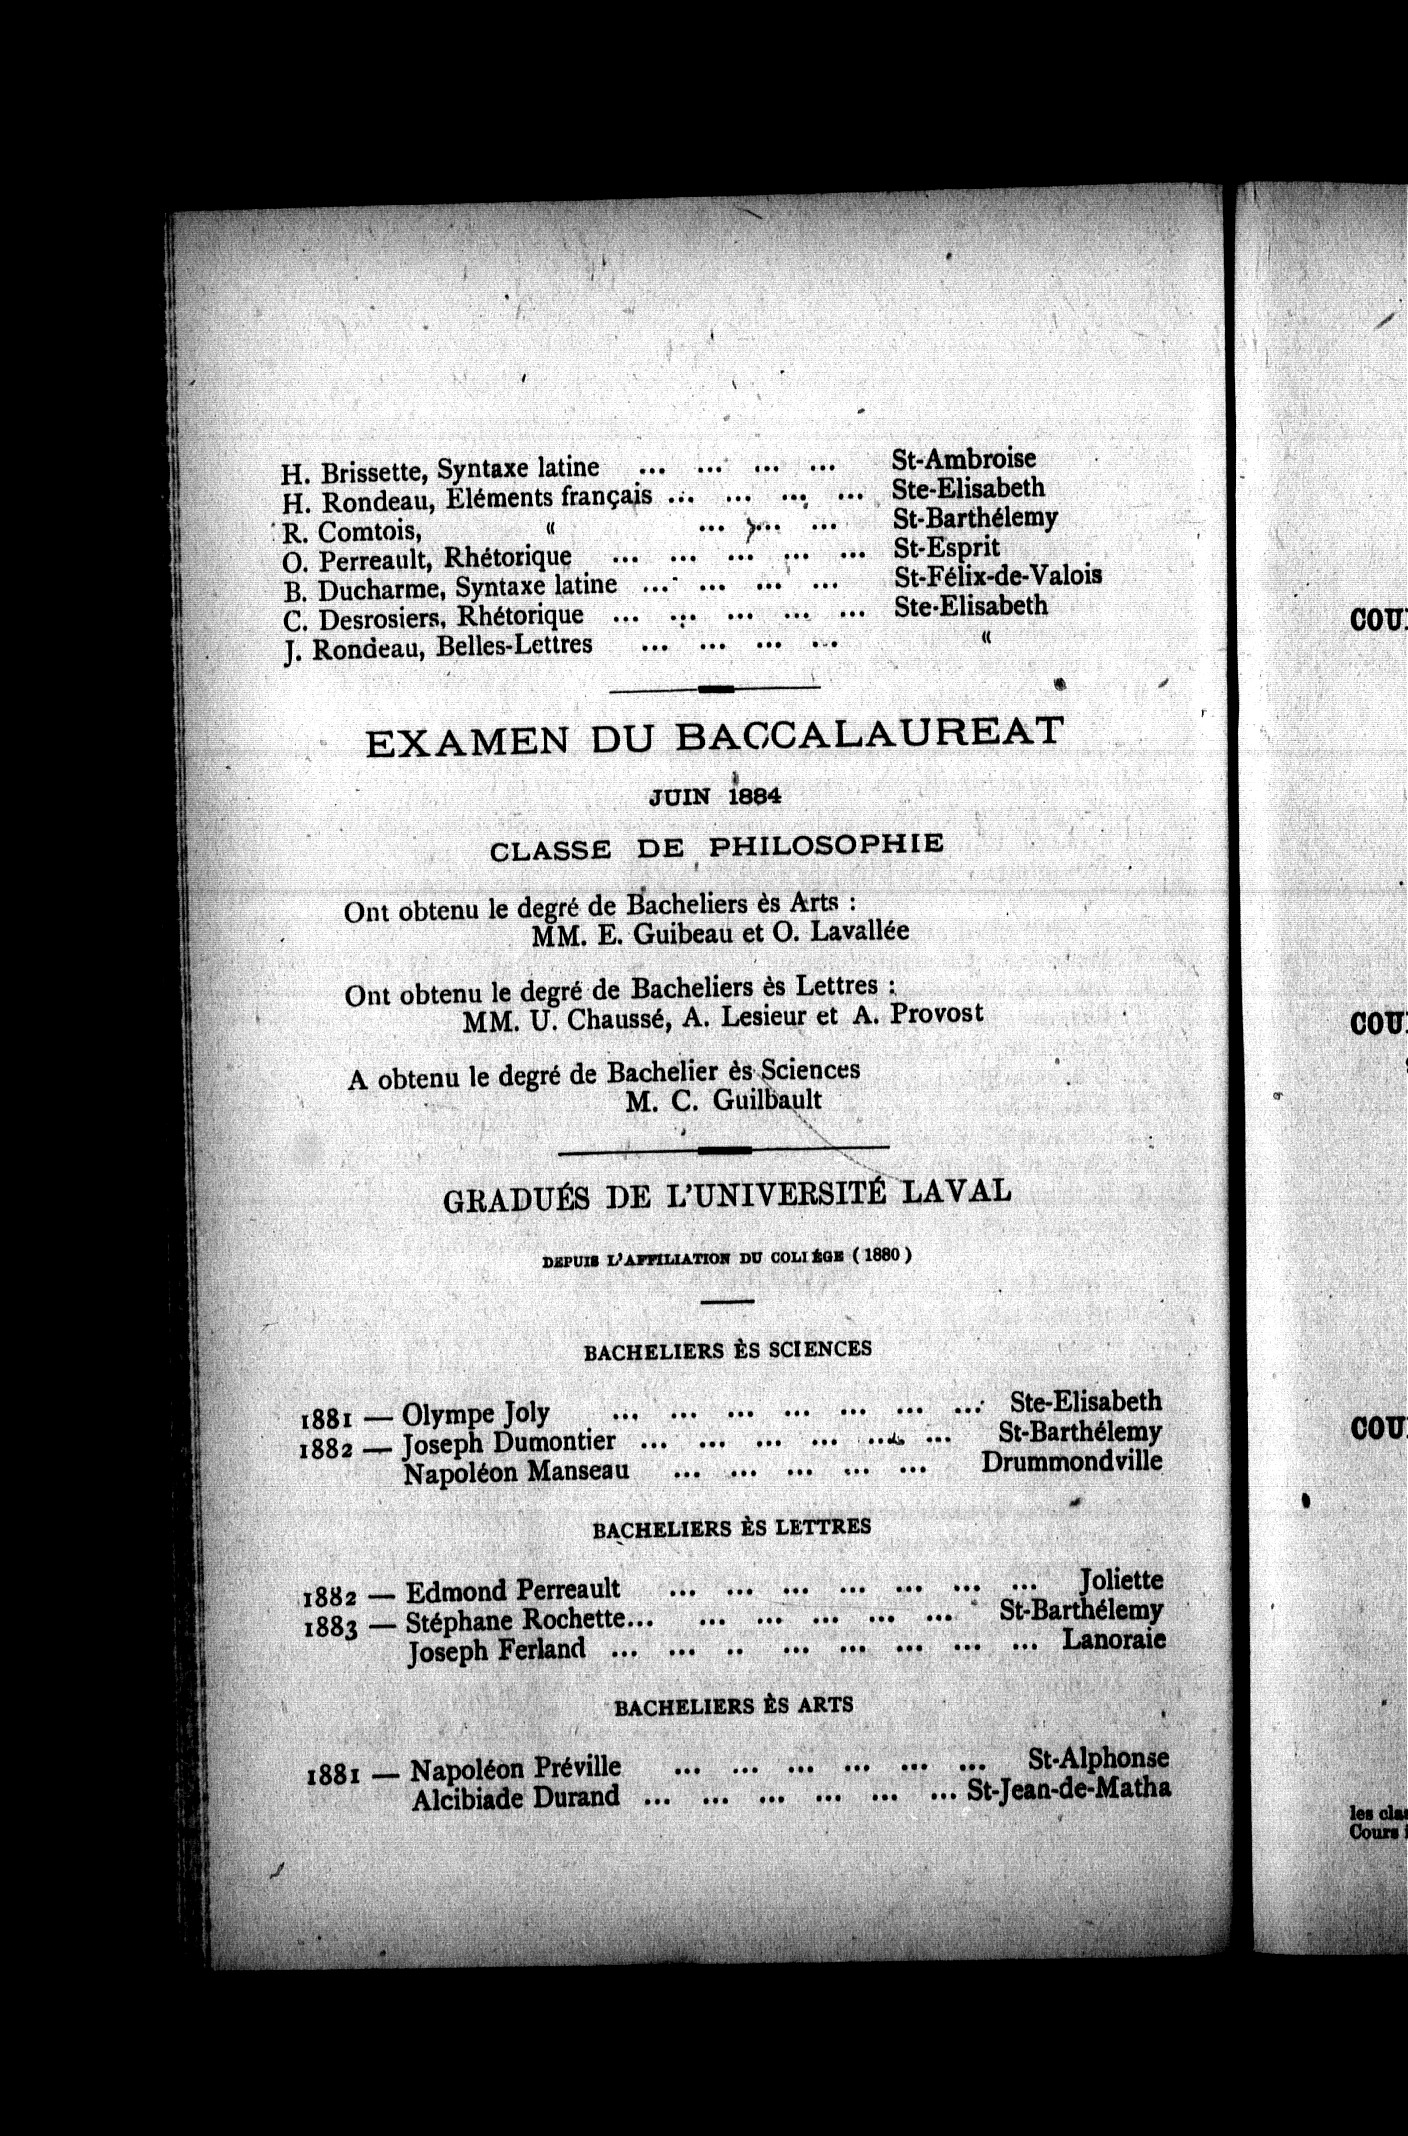 H. Brissette, Syntaxe latine ... ... ... ... St-Ambroise
H. Rondeau, Eléments français ... ... ... ... Ste-Elisabeth
R. Comtois, “ ... ... ... St-Barthélemy
O. Perreault, Rhétorique ... ... ... ... ... St-Esprit
B. Ducharme, Syntaxe latine ... ... ... ... St-Félix-de-Valois
C. Desrosiers, Rhétorique ... ... ... ... ... Ste-Elisabeth
J. Rondeau, Belles-Lettres ... ... ... ... “
EXAMEN DU BACCALAUREAT
JUIN 1884
CLASSE DE PHILOSOPHIE
Ont obtenu le degré de Bacheliers ès Arts :
MM. E. Guibeau et O. Lavallée
Ont obtenu le degré de Bacheliers ès Lettres :
MM. U. Chaussé, A. Lesieur et A. Provost
A obtenu le degré de Bachelier ès Sciences
M. C. Guilbault
GRADUÉS DE L'UNIVERSITÉ LAVAL
DEPUIS L'AFFILIATION DU COLLÉGE ( 1880 )
BACHELIERS ÈS SCIENCES
1881 — Olympe Joly ... ... ... ... ... ... ... Ste-Elisabeth
1882 — Joseph Dumontier ... ... ... ... ... ... St-Barthélemy
Napoléon Manseau ... ... ... ... ... Drummondville
BACHELIERS ÈS LETTRES
1882 — Edmond Perreault ... ... ... ... ... ... ... Joliette
1883 — Stéphane Rochette... ... ... ... ... ... St-Barthélemy
Joseph Ferland ... ... .. ... ... ... ... ... Lanoraie
BACHELIERS ÈS ARTS
1881 — Napoléon Préville ... ... ... ... ... ... St-Alphonse
Alcibiade Durand ... ... ... ... ... ... St-Jean-de-Matha